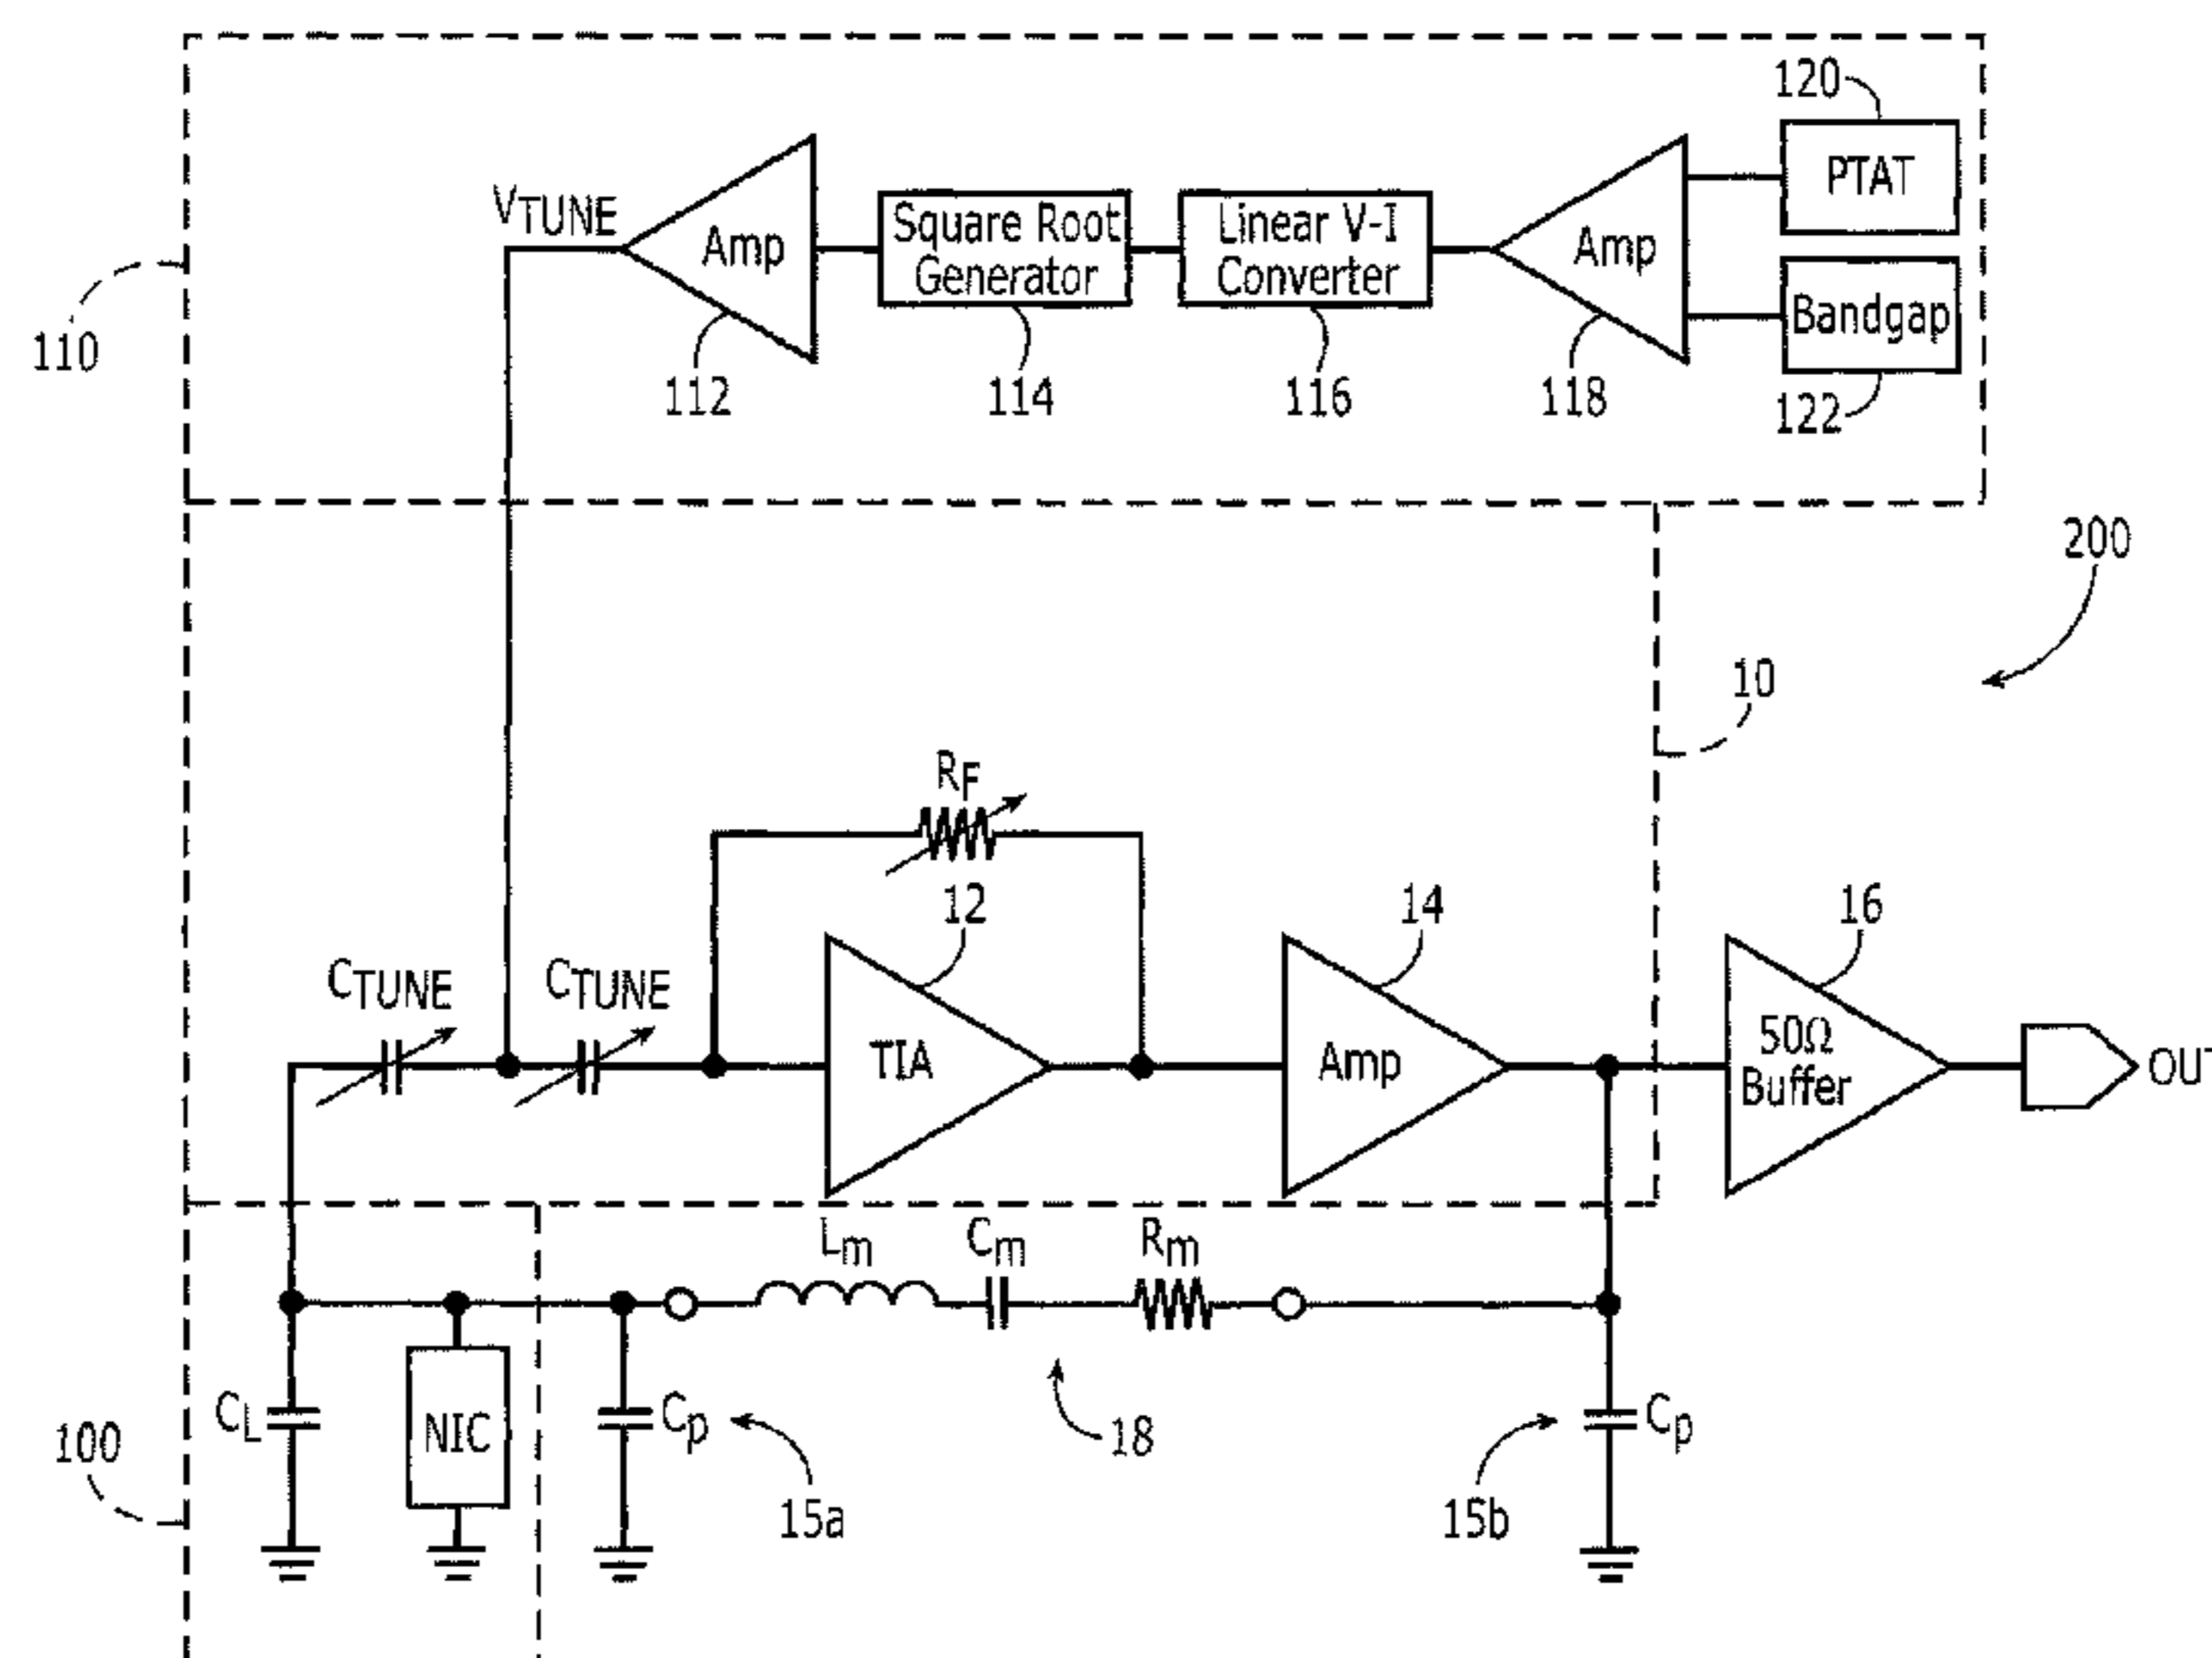 120
PTAT
VTUNE
Amp
Square Root
Generator
Linear V-I
Converter
Amp
Bandgap
110
112
114
116
118
122
200
10
RF
12
14
16
CTUNE
CTUNE
TIA
Amp
50Ω
Buffer
OUT
Lm
Cm
Rm
CL
NIC
Cp
18
Cp
100
15a
15b